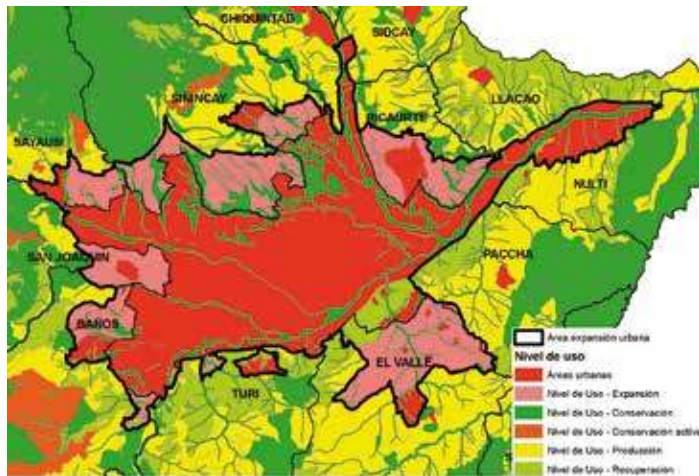 CHIQUINTAD
SIDCAY
SININCAY
RICAURTE
LLACAO
SAYAUSI
NULTI
SAN JOAQUIN
PACCHA
BAÑOS
EL VALLE
TURI
Área expansión urbana
Nivel de uso
Áreas urbanas
Nivel de Uso - Expansión
Nivel de Uso - Conservación
Nivel de Uso - Conservación activa
Nivel de Uso - Producción
Nivel de Uso - Recuperación